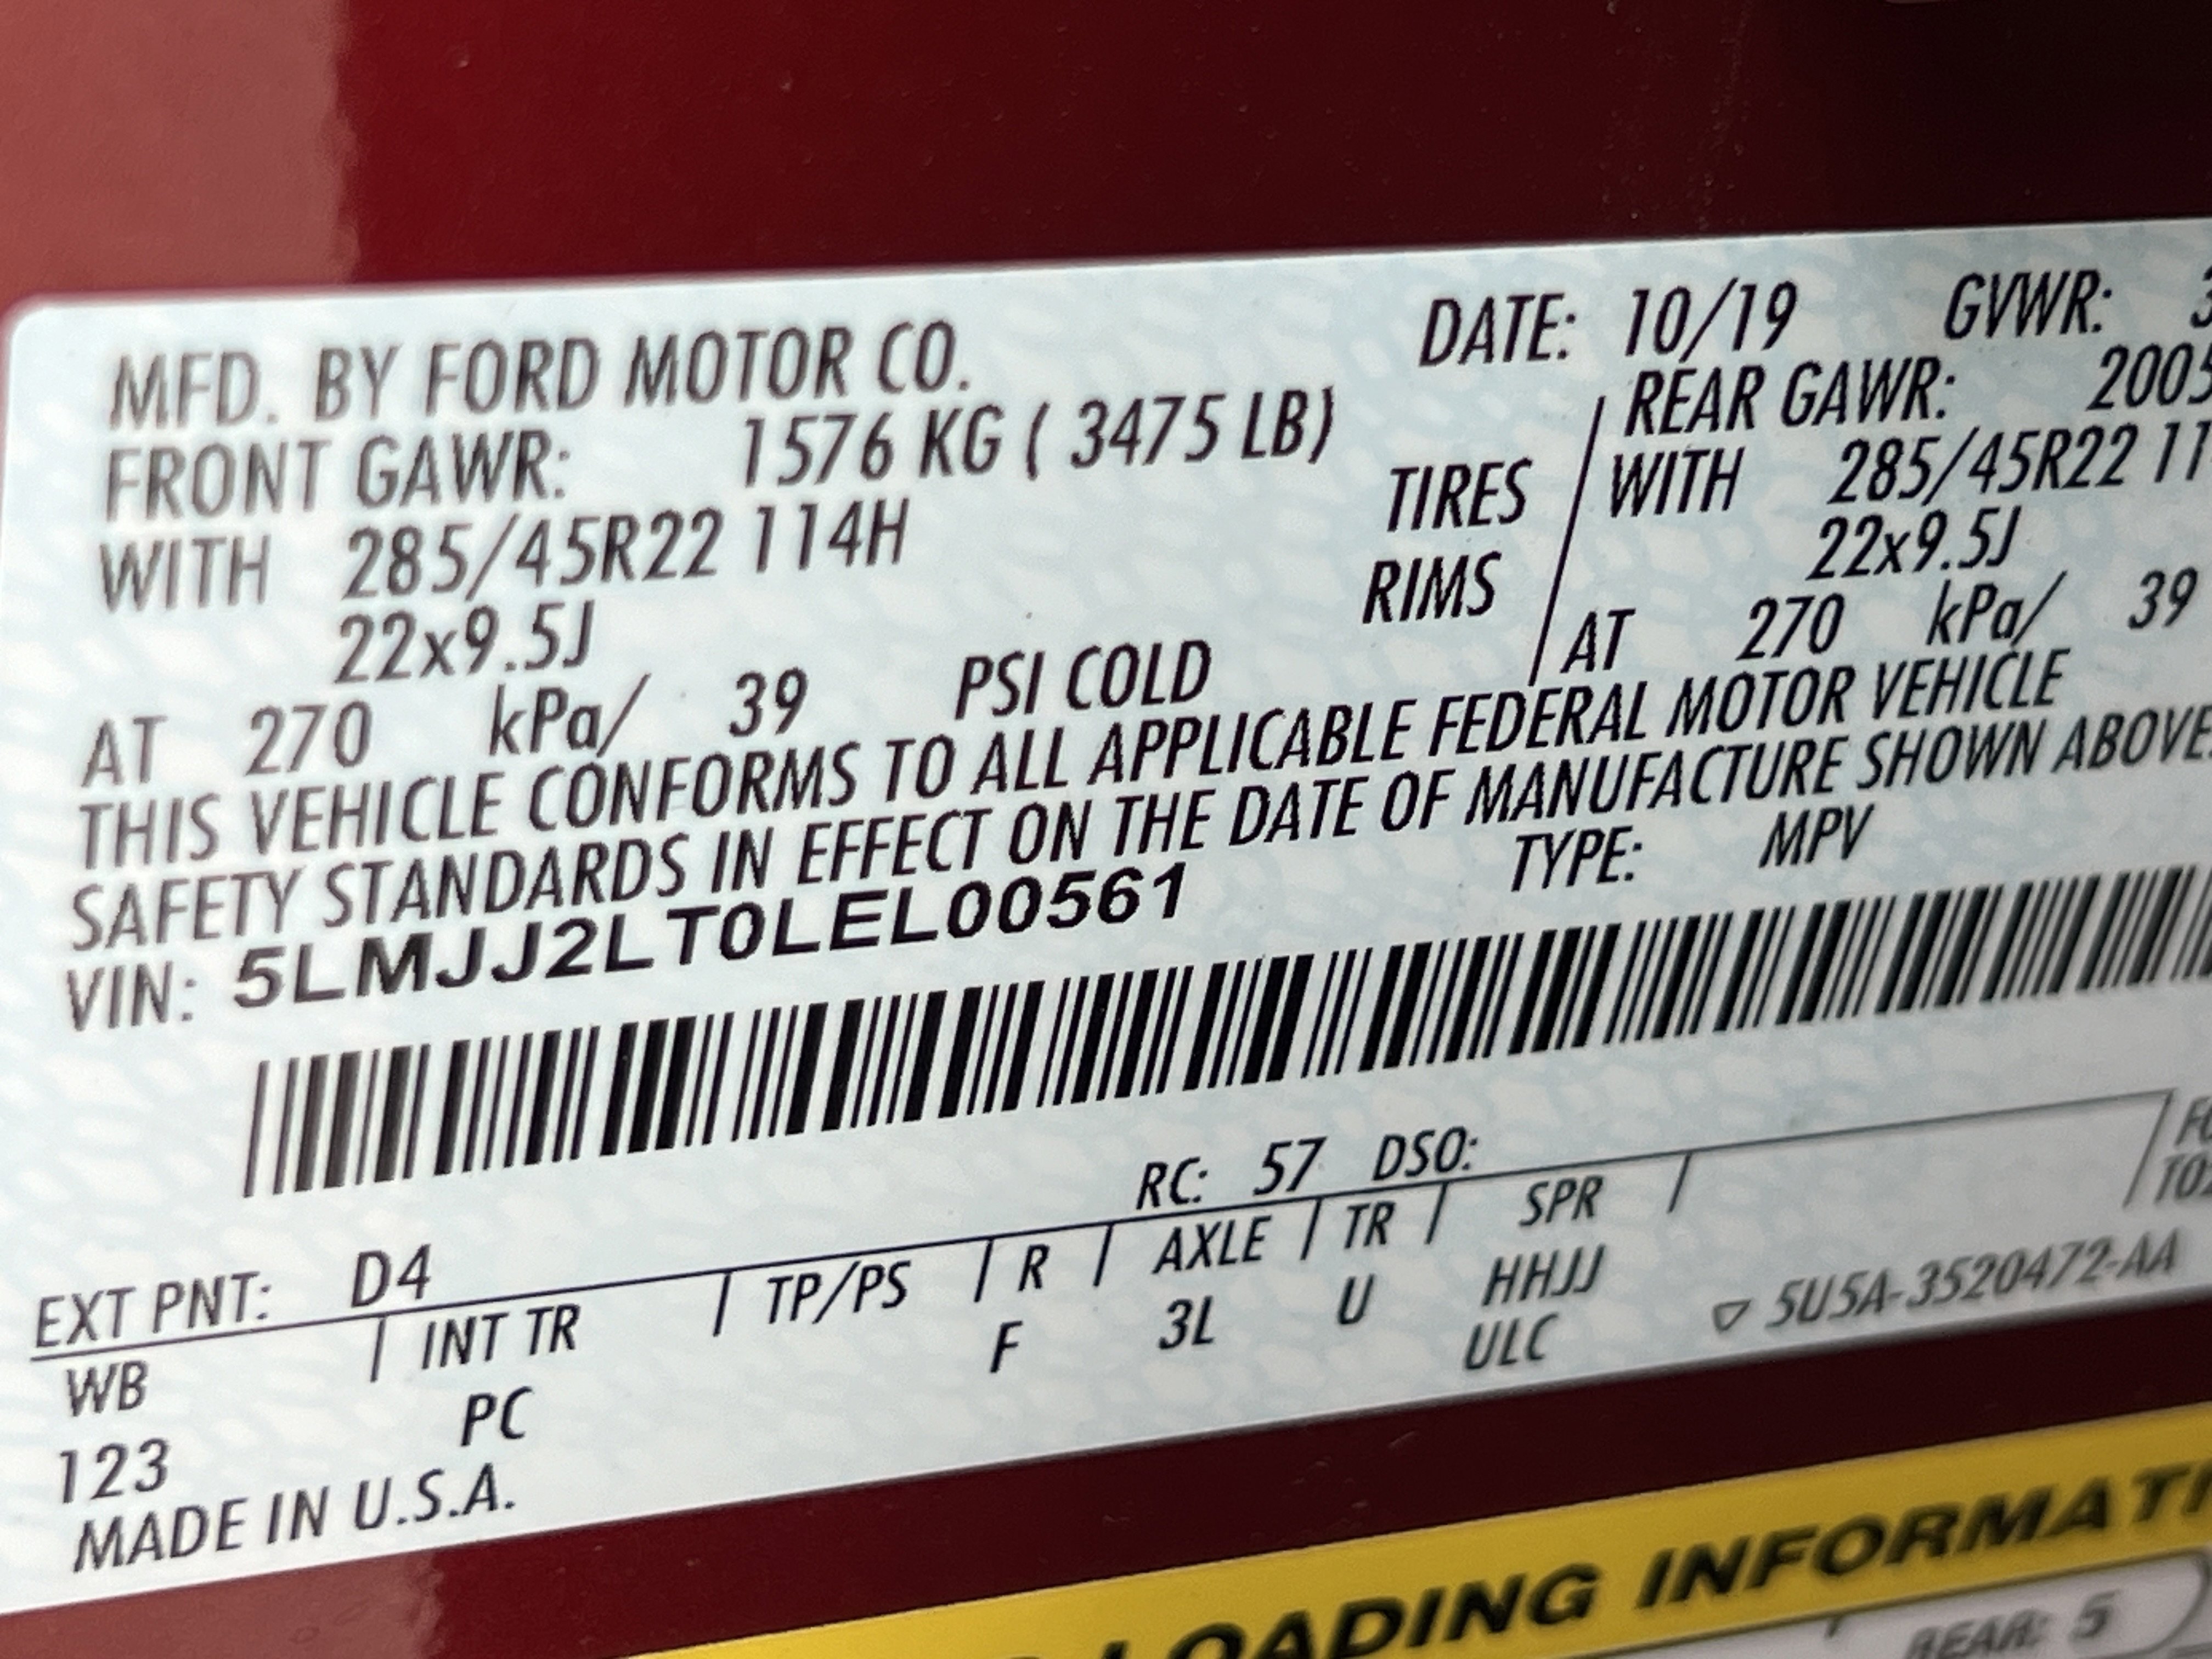 MFD. BY FORD MOTOR CO. DATE: 10/19 GVWR:
FRONT GAWR: 1576 KG ( 3475 LB) REAR GAWR: 2005
WITH 285/45R22 114H TIRES WITH 285/45R22
22x9.5J RIMS 22x9.5J
AT 270 kPa/ 39 PSI COLD AT 270 kPa/ 39
THIS VEHICLE CONFORMS TO ALL APPLICABLE FEDERAL MOTOR VEHICLE
SAFETY STANDARDS IN EFFECT ON THE DATE OF MANUFACTURE SHOWN ABOVE.
VIN: 5LMJJ2LT0LEL00561 TYPE: MPV
RC: 57 DSO:
EXT PNT: D4
WB INT TR TP/PS R AXLE TR SPR
123 PC F 3L U HHJJ
ULC
MADE IN U.S.A. ▽ 5U5A-3520472-AA
LOADING INFORMATI
REAR: 5